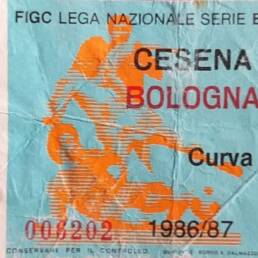 FIGC LEGA NAZIONALE SERIE B
CESENA
BOLOGNA
Curva
006202 1986/87
CONSERVARE PER IL CONTROLLO